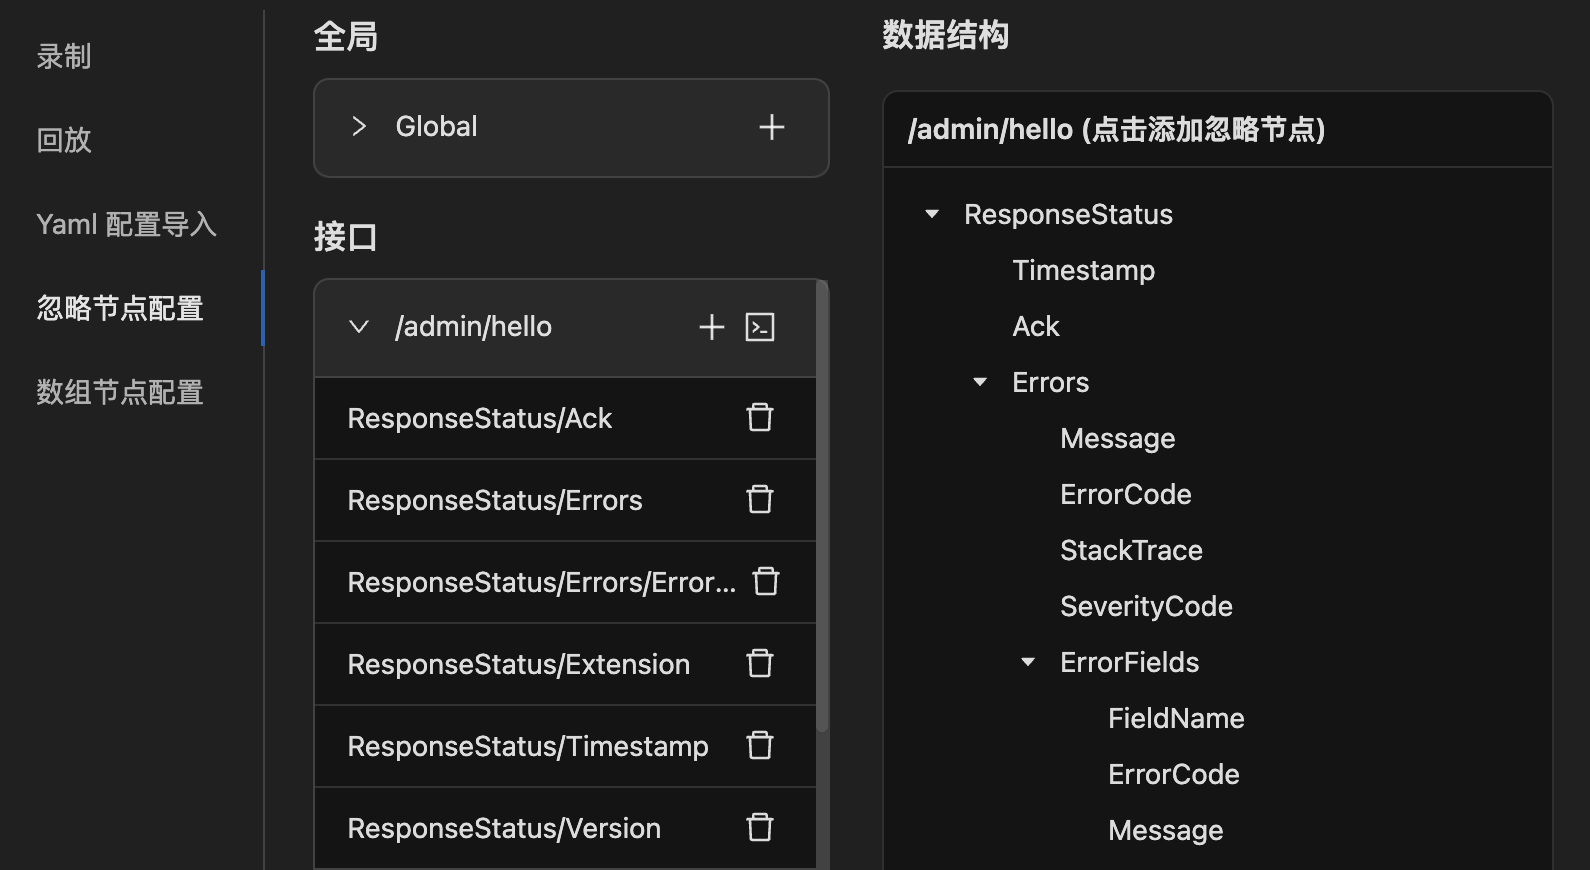 录制
回放
Yaml 配置导入
忽略节点配置
数组节点配置
全局
Global
接口
/admin/hello
ResponseStatus/Ack
ResponseStatus/Errors
ResponseStatus/Errors/Error...
ResponseStatus/Extension
ResponseStatus/Timestamp
ResponseStatus/Version
数据结构
/admin/hello (点击添加忽略节点)
ResponseStatus
Timestamp
Ack
Errors
Message
ErrorCode
StackTrace
SeverityCode
ErrorFields
FieldName
ErrorCode
Message